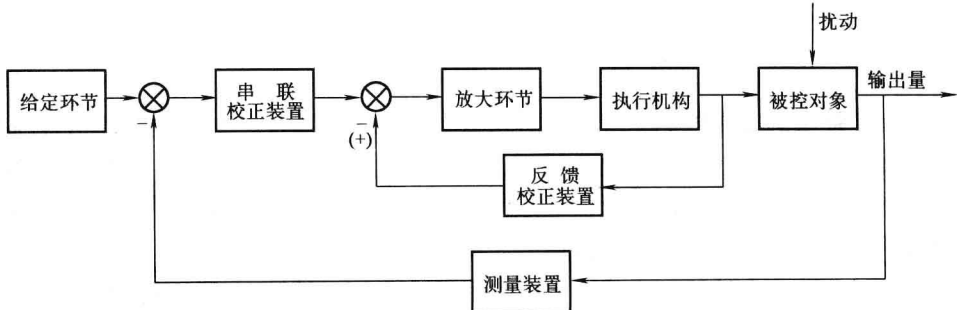 扰动
输出量
给定环节
串 联
校正装置
放大环节
执行机构
被控对象
−
−
(+)
反 馈
校正装置
测量装置